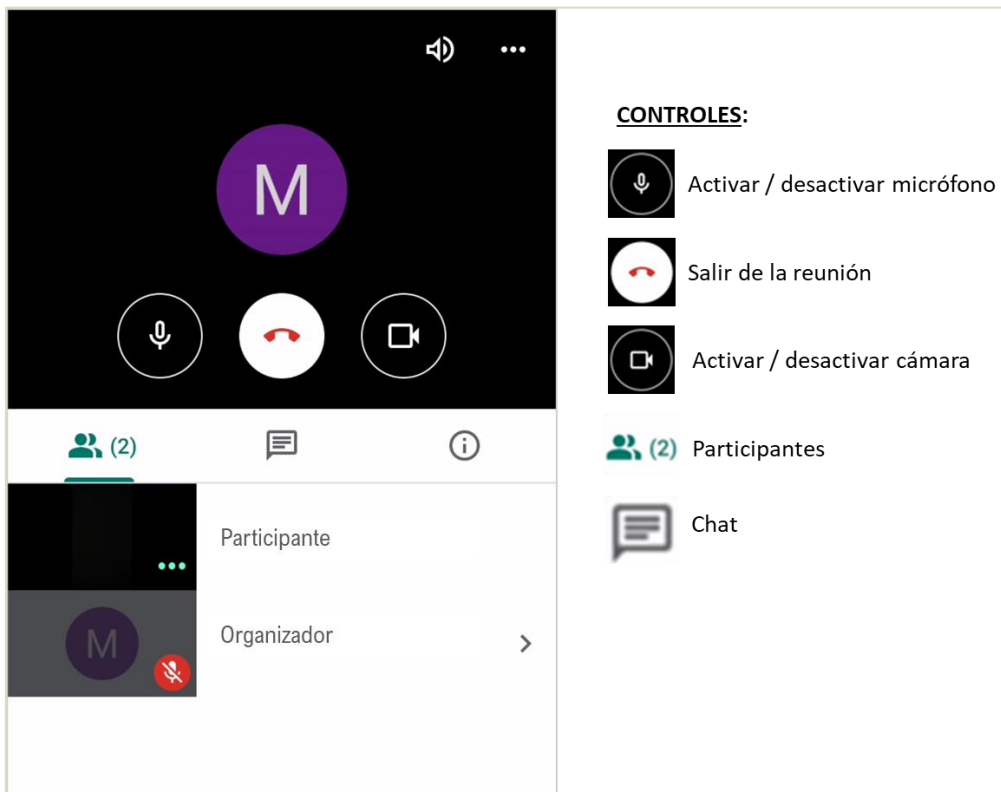 M
(2)
Participante
M
Organizador
CONTROLES:
Activar / desactivar micrófono
Salir de la reunión
Activar / desactivar cámara
(2) Participantes
Chat